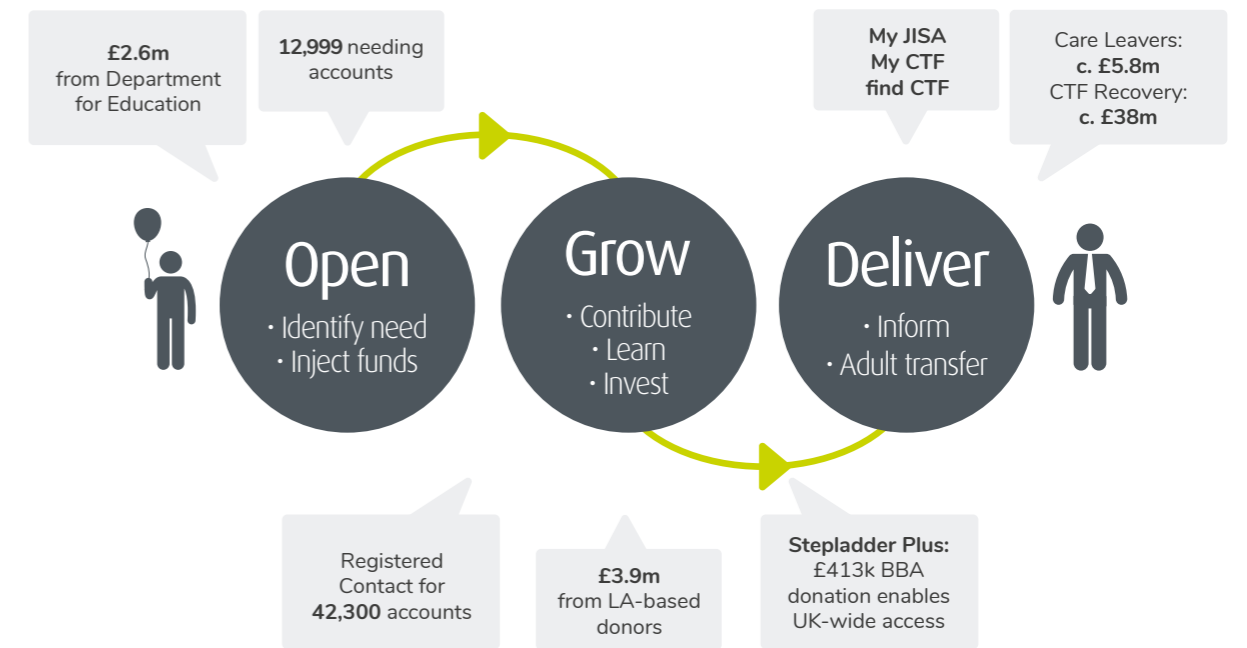 £2.6m
from Department
for Education
12,999 needing
accounts
My JISA
My CTF
find CTF
Care Leavers:
c. £5.8m
CTF Recovery:
c. £38m
Open
· Identify need
· Inject funds
Grow
· Contribute
· Learn
· Invest
Deliver
· Inform
· Adult transfer
Registered
Contact for
42,300 accounts
£3.9m
from LA-based
donors
Stepladder Plus:
£413k BBA
donation enables
UK-wide access